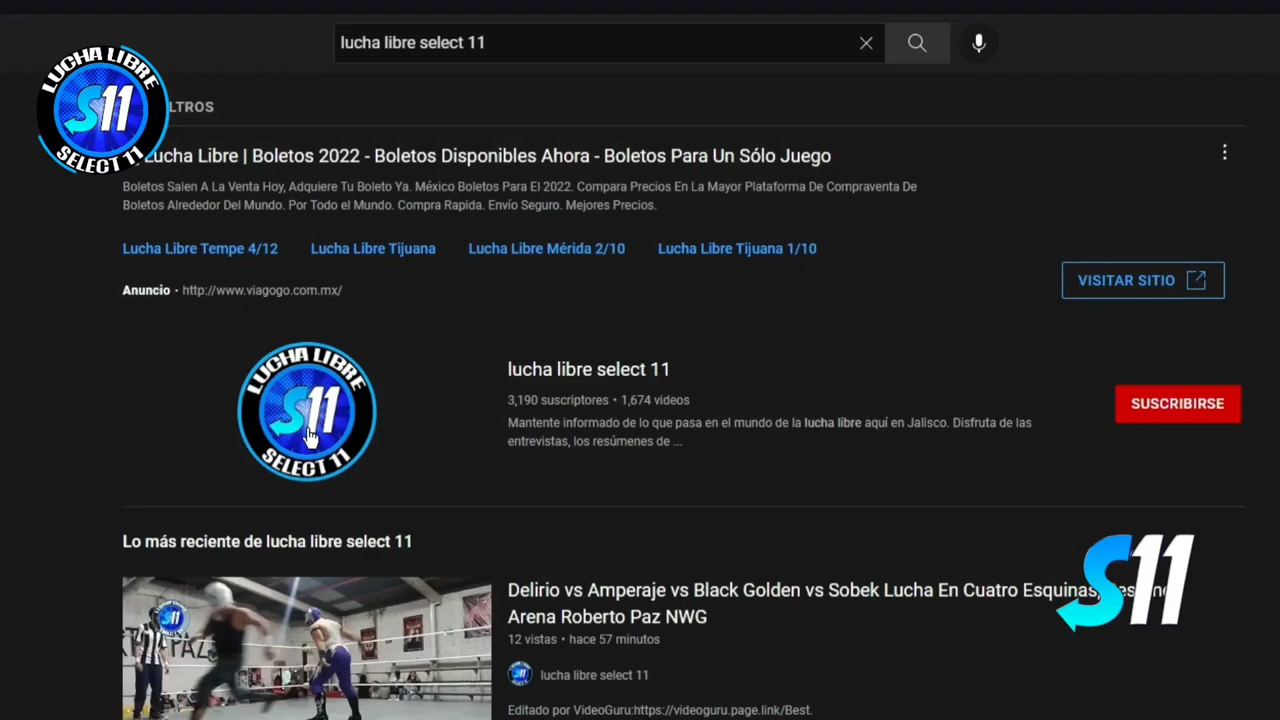 lucha libre select 11
LUCHA LIBRE
S11
SELECT 11
LTROS
Lucha Libre | Boletos 2022 - Boletos Disponibles Ahora - Boletos Para Un Sólo Juego
Boletos Salen A La Venta Hoy, Adquiere Tu Boleto Ya. México Boletos Para El 2022. Compara Precios En La Mayor Plataforma De Compraventa De
Boletos Alrededor Del Mundo. Por Todo el Mundo. Compra Rapida. Envío Seguro. Mejores Precios.
Lucha Libre Tempe 4/12 Lucha Libre Tijuana Lucha Libre Mérida 2/10 Lucha Libre Tijuana 1/10
VISITAR SITIO
Anuncio · http://www.viagogo.com.mx/
LUCHA LIBRE
S11
SELECT 11
lucha libre select 11
3,190 suscriptores • 1,674 videos
Mantente informado de lo que pasa en el mundo de la lucha libre aquí en Jalisco. Disfruta de las
entrevistas, los resúmenes de ...
SUSCRIBIRSE
Lo más reciente de lucha libre select 11
Delirio vs Amperaje vs Black Golden vs Sobek Lucha En Cuatro Esquinas,
Arena Roberto Paz NWG
12 vistas • hace 57 minutos
lucha libre select 11
Editado por VideoGuru:https://videoguru.page.link/Best.
S11